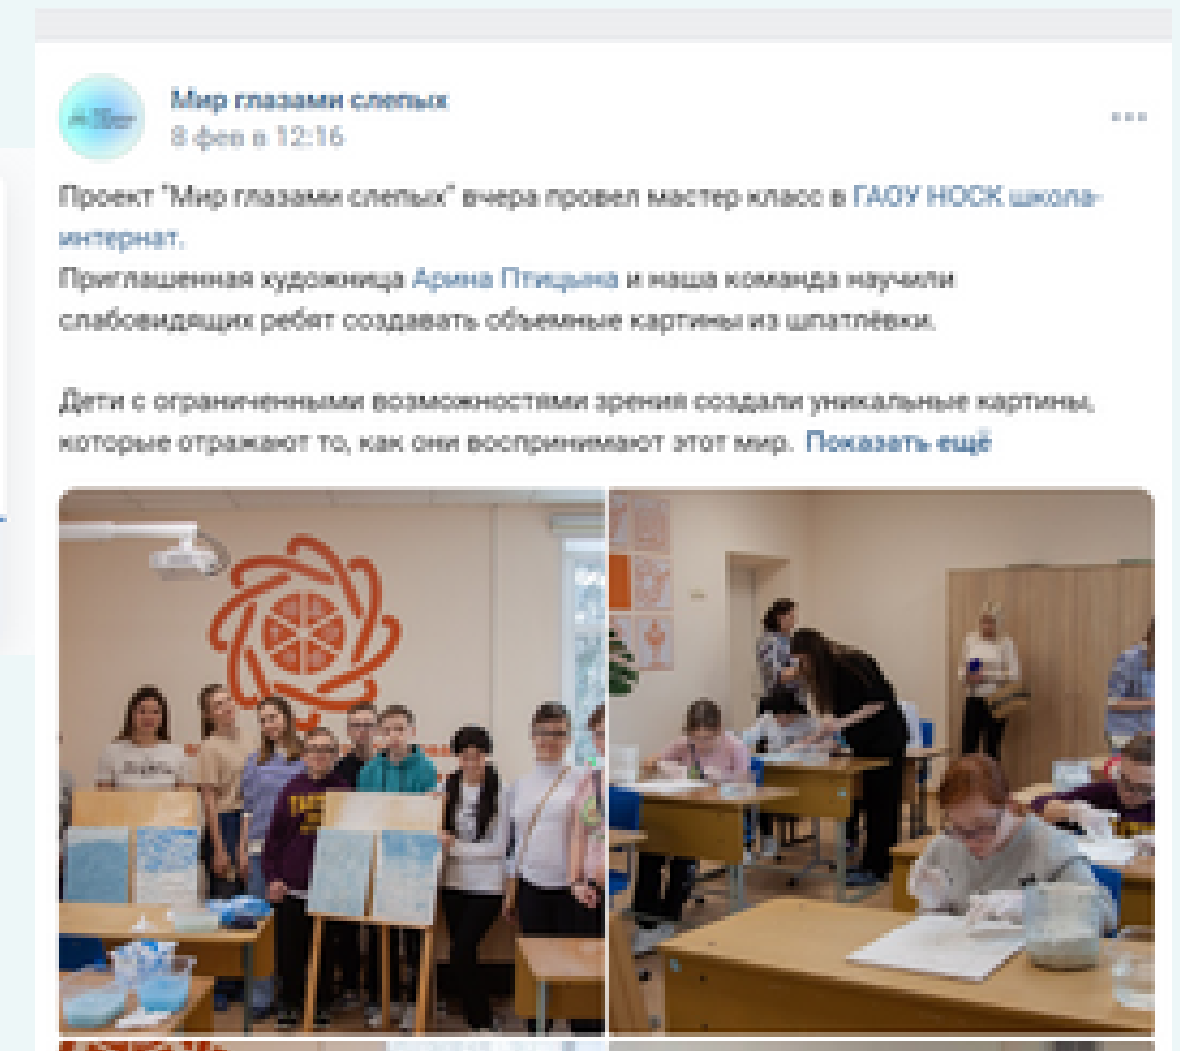 Мир глазами слепых
8 фев в 12:16
Проект "Мир глазами слепых" вчера провел мастер класс в ГАОУ НОСК школа-
интернат.
Приглашенная художница Арина Птицына и наша команда научили
слабовидящих ребят создавать объемные картины из шпатлёвки.
Дети с ограниченными возможностями зрения создали уникальные картины,
которые отражают то, как они воспринимают этот мир. Показать ещё